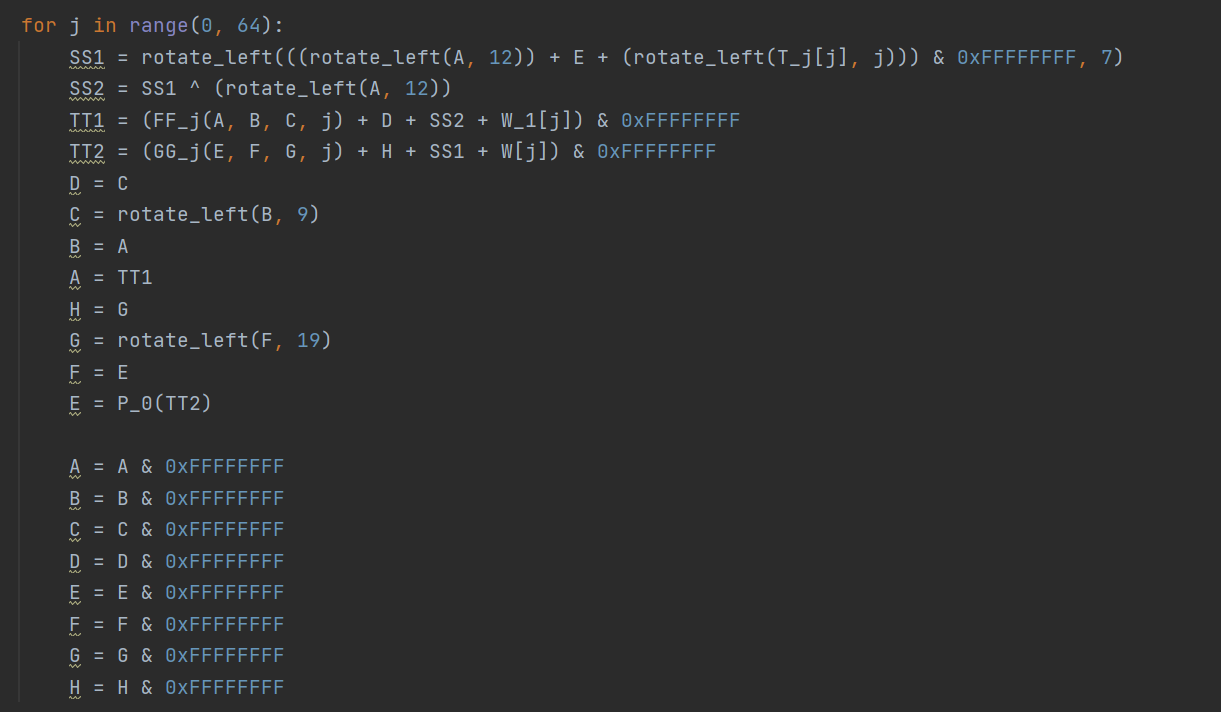 for j in range(0, 64):
    SS1 = rotate_left(((rotate_left(A, 12)) + E + (rotate_left(T_j[j], j))) & 0xFFFFFFFF, 7)
    SS2 = SS1 ^ (rotate_left(A, 12))
    TT1 = (FF_j(A, B, C, j) + D + SS2 + W_1[j]) & 0xFFFFFFFF
    TT2 = (GG_j(E, F, G, j) + H + SS1 + W[j]) & 0xFFFFFFFF
    D = C
    C = rotate_left(B, 9)
    B = A
    A = TT1
    H = G
    G = rotate_left(F, 19)
    F = E
    E = P_0(TT2)

    A = A & 0xFFFFFFFF
    B = B & 0xFFFFFFFF
    C = C & 0xFFFFFFFF
    D = D & 0xFFFFFFFF
    E = E & 0xFFFFFFFF
    F = F & 0xFFFFFFFF
    G = G & 0xFFFFFFFF
    H = H & 0xFFFFFFFF